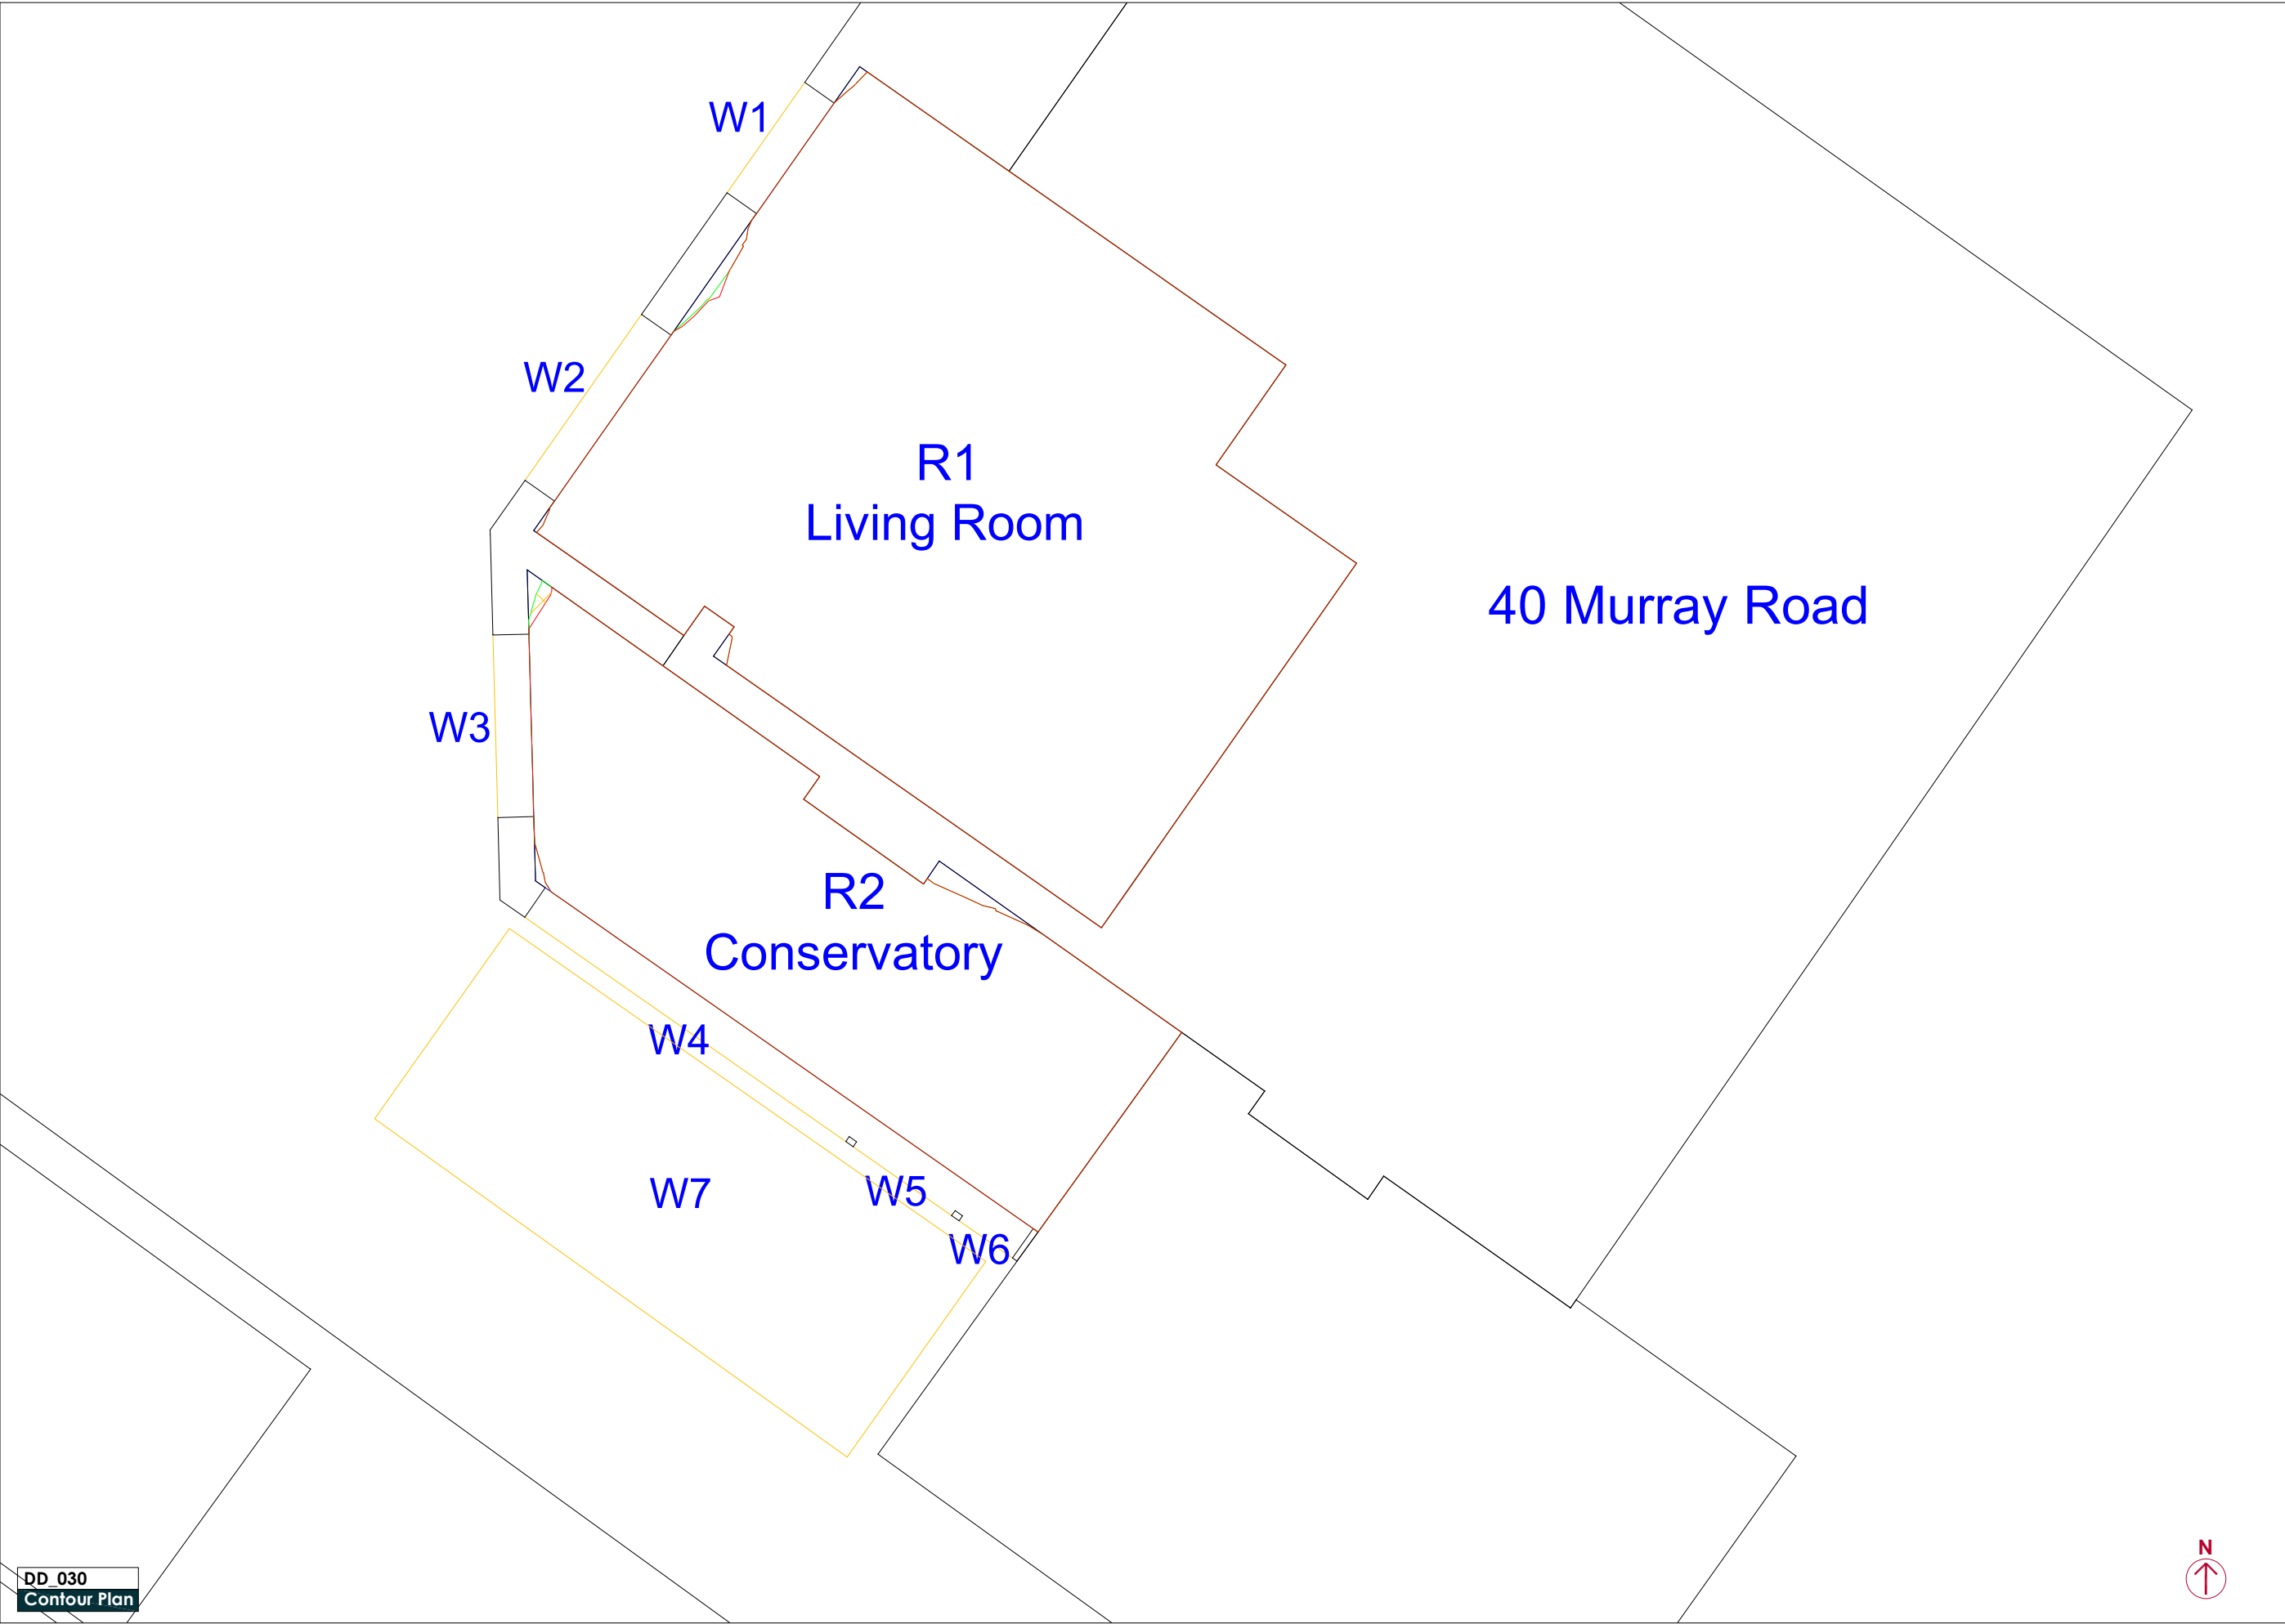 W1
W2
R1
Living Room
40 Murray Road
W3
R2
Conservatory
W4
W7
W5
W6
DD_030
Contour Plan
N